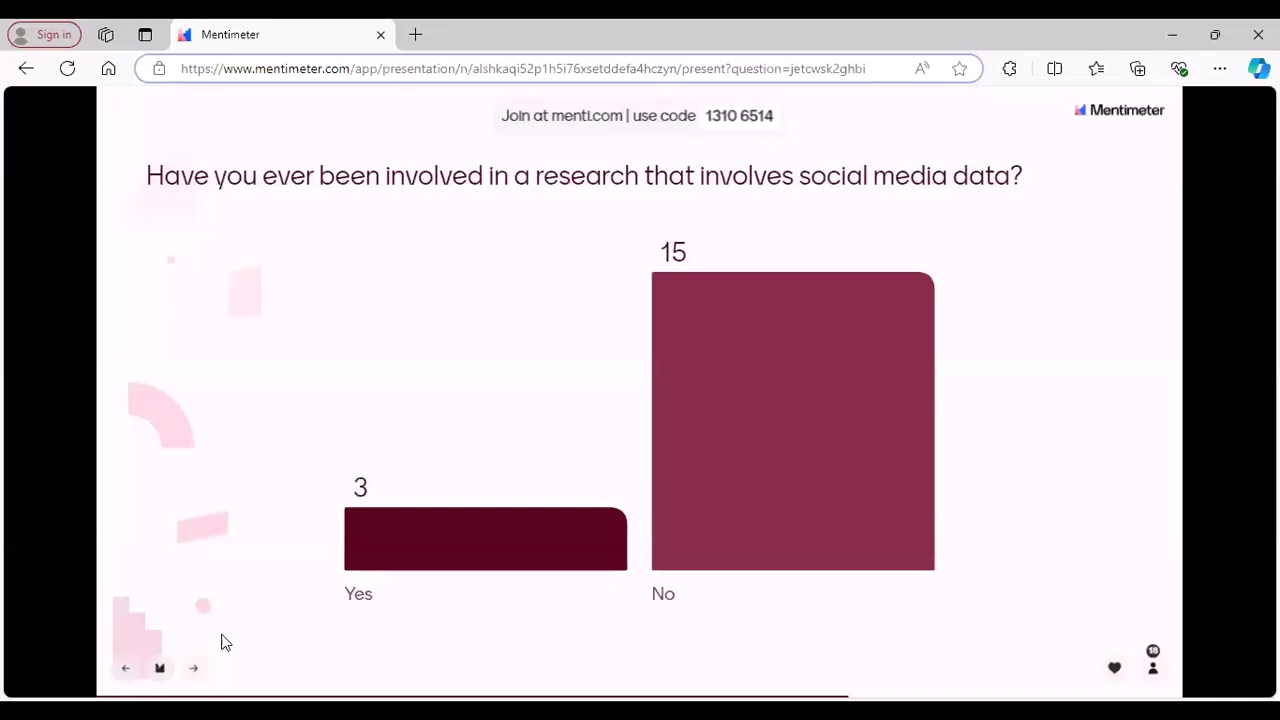 Sign in
Mentimeter
https://www.mentimeter.com/app/presentation/n/alshkaqi52p1h5i76xsetddefa4hczyn/present?question=jetcwsk2ghbi
Join at menti.com | use code 1310 6514
Mentimeter
Have you ever been involved in a research that involves social media data?
15
3
Yes
No